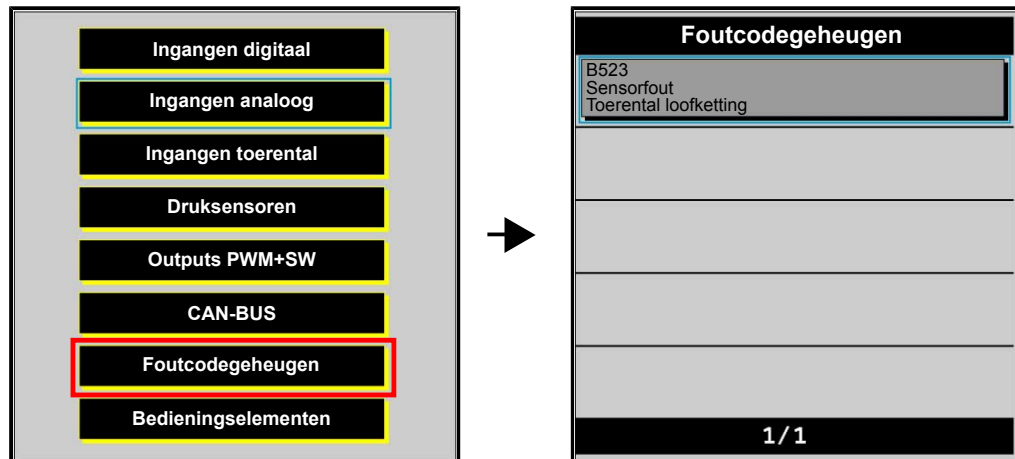 Ingangen digitaal
Ingangen analoog
Ingangen toerental
Druksensoren
Outputs PWM+SW
CAN-BUS
Foutcodegeheugen
Bedieningselementen
Foutcodegeheugen
B523
Sensorfout
Toerental loofketting
1/1